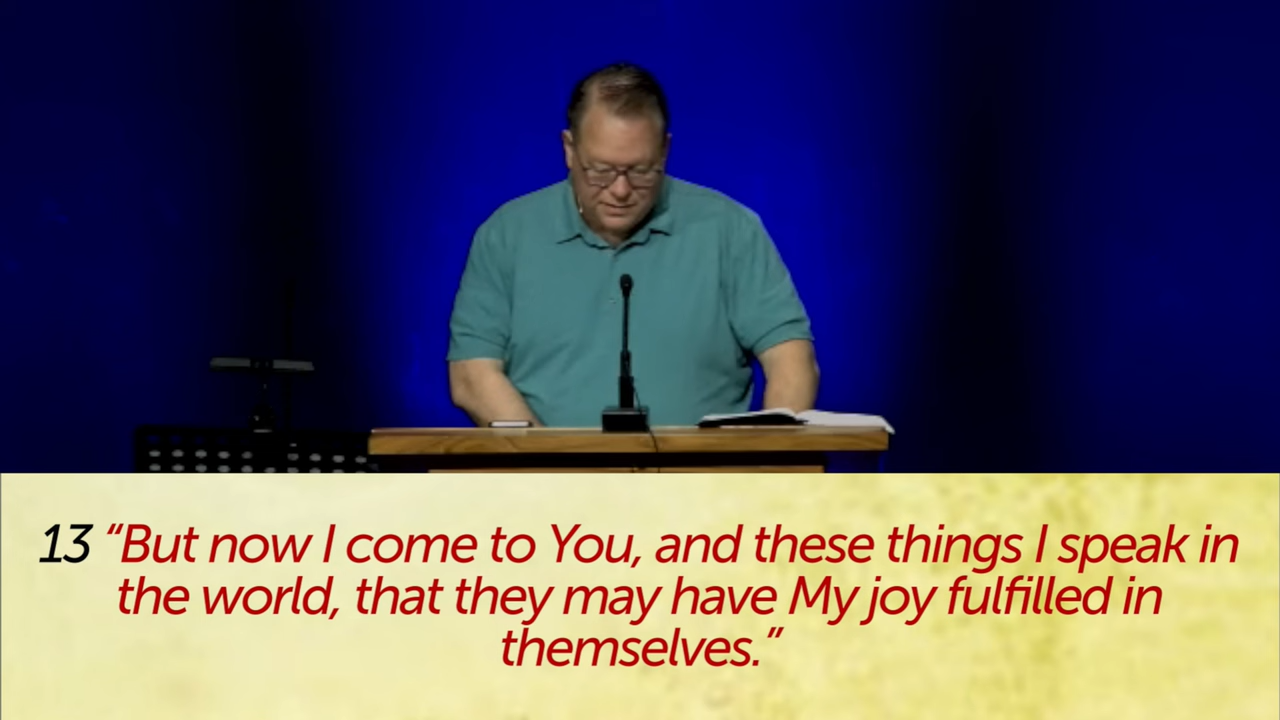 13 “But now I come to You, and these things I speak in
the world, that they may have My joy fulfilled in
themselves.”